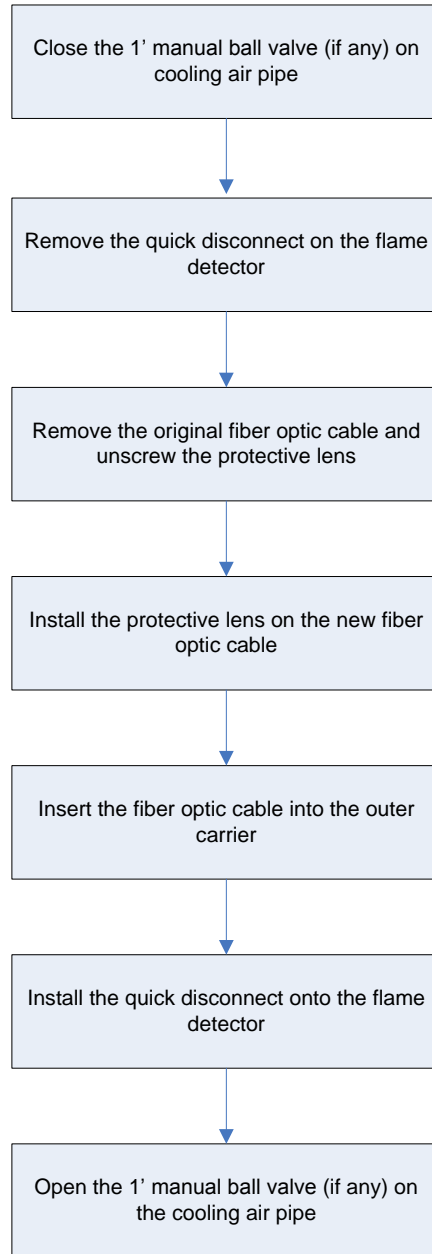 Close the 1’ manual ball valve (if any) on
cooling air pipe
Remove the quick disconnect on the flame
detector
Remove the original fiber optic cable and
unscrew the protective lens
Install the protective lens on the new fiber
optic cable
Insert the fiber optic cable into the outer
carrier
Install the quick disconnect onto the flame
detector
Open the 1’ manual ball valve (if any) on
the cooling air pipe